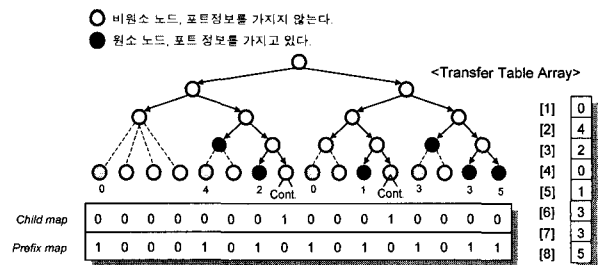 비원소 노드, 포트정보를 가지지 않는다.
원소 노드, 포트 정보를 가지고 있다.
<Transfer Table Array>
[1] 0
[2] 4
[3] 2
[4] 0
[5] 1
[6] 3
[7] 3
[8] 5
0 4 2 Cont. 0 1 Cont. 3 3 5
Child map 0 0 0 0 0 0 0 1 0 0 0 1 0 0 0 0
Prefix map 1 0 0 0 1 0 1 0 1 0 1 0 1 0 1 1